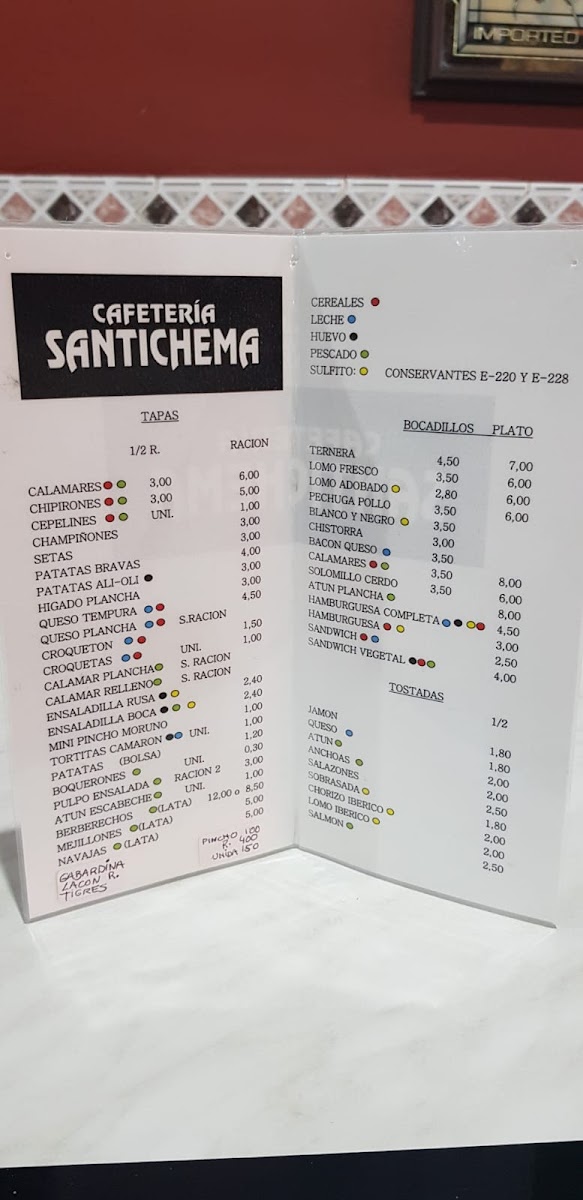 IMPORTED
CAFETERÍA
SANTICHEMA
TAPAS
1/2 R. RACION
CALAMARES 3,00 6,00
CHIPIRONES 3,00 5,00
CEPELINES UNI. 1,00
CHAMPIÑONES 3,00
SETAS 3,00
PATATAS BRAVAS 4,00
PATATAS ALI-OLI 3,00
HIGADO PLANCHA 3,00
QUESO TEMPURA 4,50
QUESO PLANCHA S.RACION
CROQUETON 1,50
CROQUETAS UNI. 1,00
CALAMAR PLANCHA S. RACION
CALAMAR RELLENO S. RACION
ENSALADILLA RUSA 2,40
ENSALADILLA BOCA 2,40
MINI PINCHO MORUNO 1,00
TORTITAS CAMARON UNI. 1,00
PATATAS (BOLSA) 1,20
BOQUERONES UNI. 0,30
PULPO ENSALADA RACION 2 3,00
ATUN ESCABECHE UNI. 1,00
BERBERECHOS (LATA) 12,00 o 8,50
MEJILLONES (LATA) 5,00
NAVAJAS (LATA) 5,00
GABARDINA PINCHO 1,00
LACON R. R. 400
TIGRES UNIDA 150
CEREALES
LECHE
HUEVO
PESCADO
SULFITO: CONSERVANTES E-220 Y E-228
BOCADILLOS PLATO
TERNERA 4,50 7,00
LOMO FRESCO 3,50 6,00
LOMO ADOBADO 2,80 6,00
PECHUGA POLLO 3,50 6,00
BLANCO Y NEGRO 3,50
CHISTORRA 3,00
BACON QUESO 3,50
CALAMARES 3,50 8,00
SOLOMILLO CERDO 3,50 6,00
ATUN PLANCHA 8,00
HAMBURGUESA COMPLETA 4,50
HAMBURGUESA 3,00
SANDWICH 2,50
SANDWICH VEGETAL 4,00
TOSTADAS
1/2
JAMON 1,80
QUESO 1,80
ATUN 2,00
ANCHOAS 2,00
SALAZONES 2,50
SOBRASADA 1,80
CHORIZO IBERICO 2,00
LOMO IBERICO 2,00
SALMON 2,50